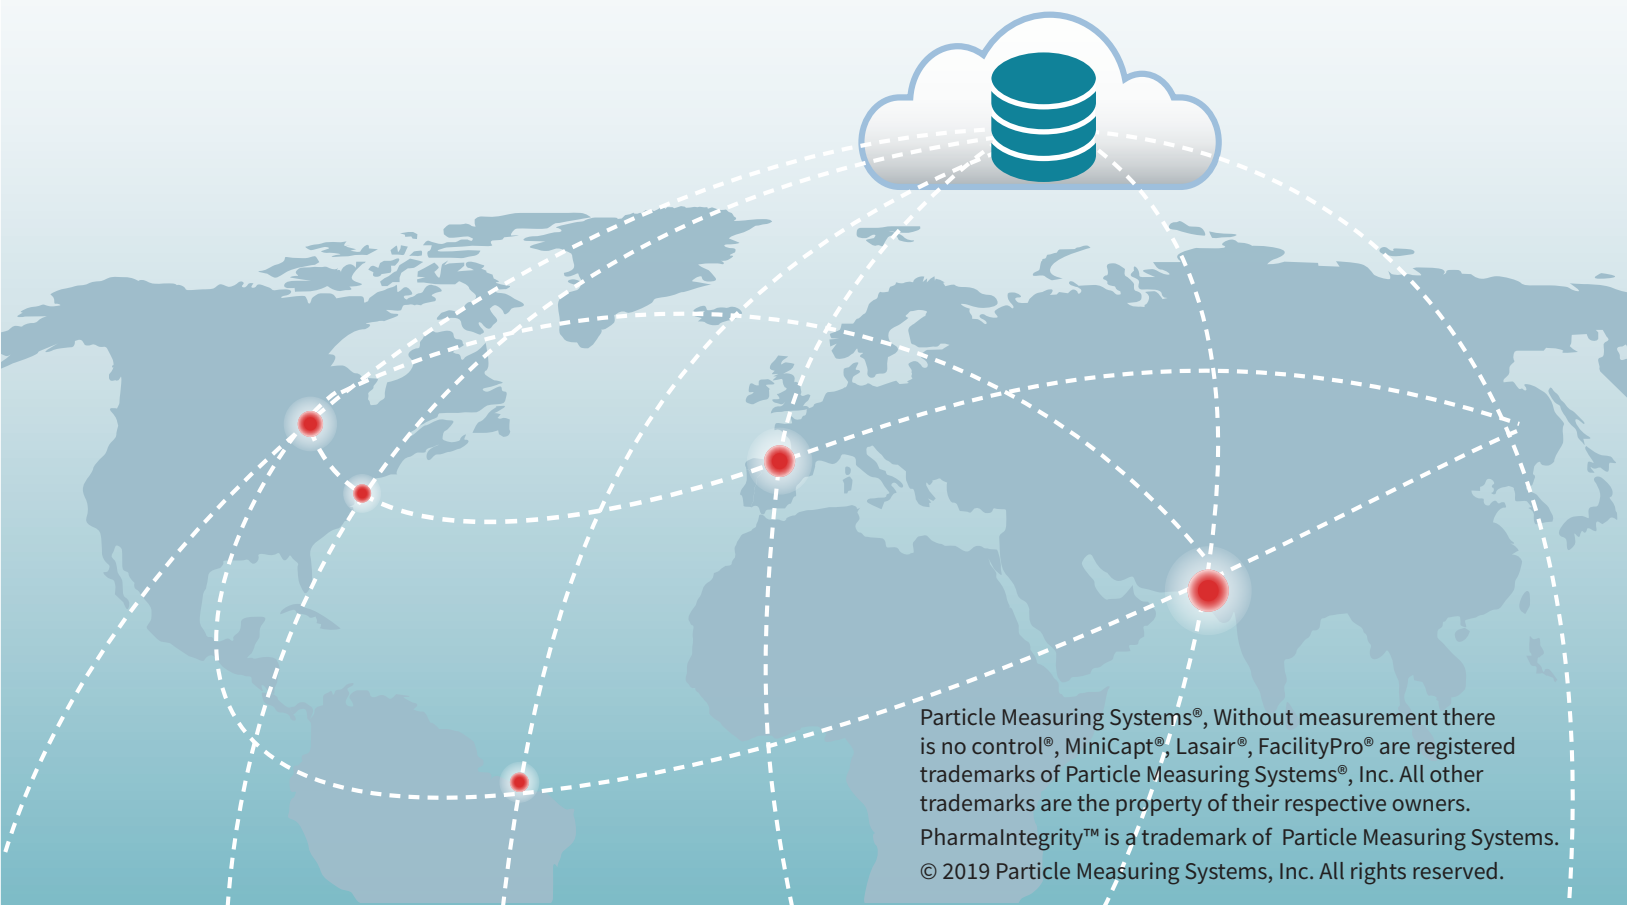 Particle Measuring Systems®, Without measurement there
is no control®, MiniCapt®, Lasair®, FacilityPro® are registered
trademarks of Particle Measuring Systems®, Inc. All other
trademarks are the property of their respective owners.
PharmaIntegrity™ is a trademark of Particle Measuring Systems.
© 2019 Particle Measuring Systems, Inc. All rights reserved.